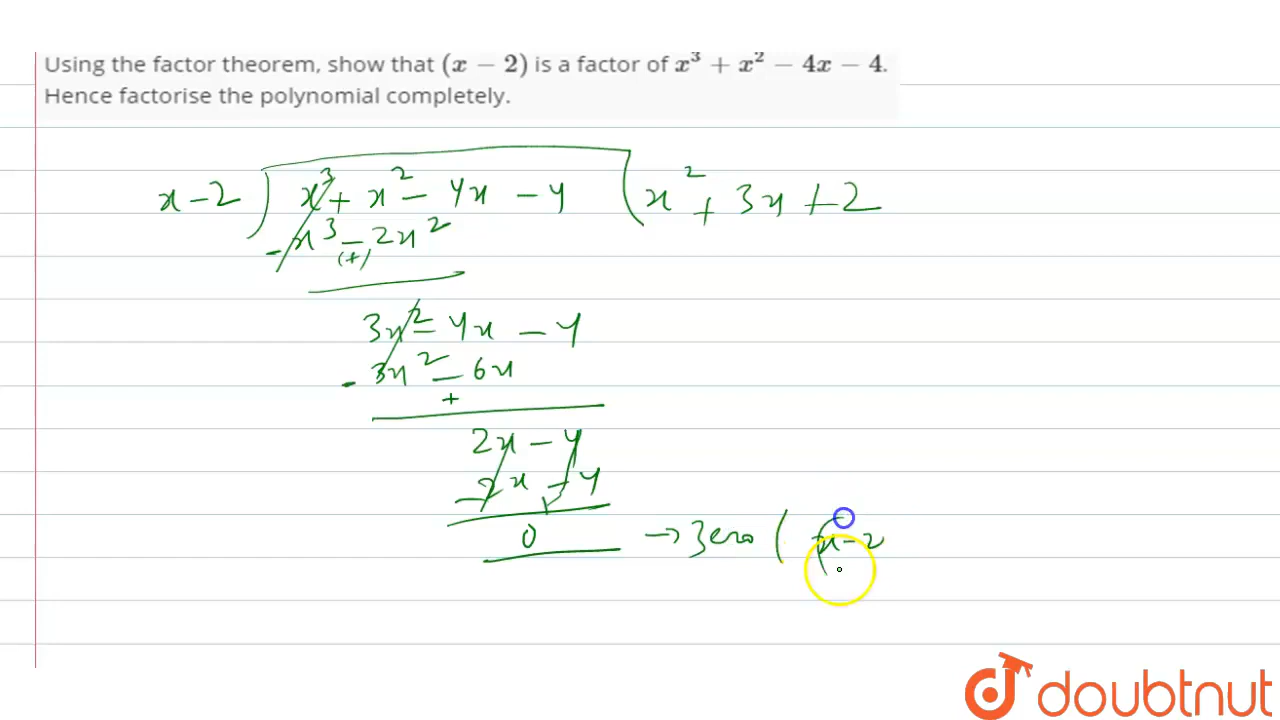 Using the factor theorem, show that (x − 2) is a factor of x³ + x² − 4x − 4.
Hence factorise the polynomial completely.
x − 2 ) x³ + x² − 4x − 4 ( x² + 3x + 2
- x³ − 2x²
(+)
3x² − 4x − 4
- 3x² − 6x
+
2x − 4
− 2x − 4
+
0 → Zero ( (x − 2
doubtnut